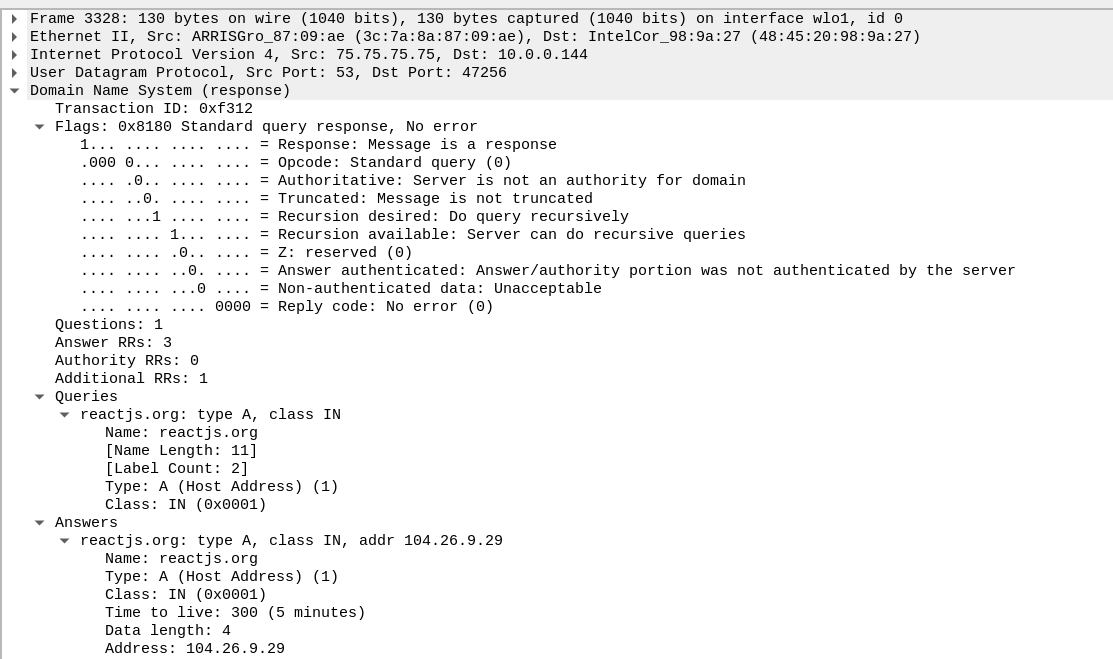 Frame 3328: 130 bytes on wire (1040 bits), 130 bytes captured (1040 bits) on interface wlo1, id 0
Ethernet II, Src: ARRISGro_87:09:ae (3c:7a:8a:87:09:ae), Dst: IntelCor_98:9a:27 (48:45:20:98:9a:27)
Internet Protocol Version 4, Src: 75.75.75.75, Dst: 10.0.0.144
User Datagram Protocol, Src Port: 53, Dst Port: 47256
Domain Name System (response)
Transaction ID: 0xf312
Flags: 0x8180 Standard query response, No error
1... .... .... .... = Response: Message is a response
.000 0... .... .... = Opcode: Standard query (0)
.... .0.. .... .... = Authoritative: Server is not an authority for domain
.... ..0. .... .... = Truncated: Message is not truncated
.... ...1 .... .... = Recursion desired: Do query recursively
.... .... 1... .... = Recursion available: Server can do recursive queries
.... .... .0.. .... = Z: reserved (0)
.... .... ..0. .... = Answer authenticated: Answer/authority portion was not authenticated by the server
.... .... ...0 .... = Non-authenticated data: Unacceptable
.... .... .... 0000 = Reply code: No error (0)
Questions: 1
Answer RRs: 3
Authority RRs: 0
Additional RRs: 1
Queries
reactjs.org: type A, class IN
Name: reactjs.org
[Name Length: 11]
[Label Count: 2]
Type: A (Host Address) (1)
Class: IN (0x0001)
Answers
reactjs.org: type A, class IN, addr 104.26.9.29
Name: reactjs.org
Type: A (Host Address) (1)
Class: IN (0x0001)
Time to live: 300 (5 minutes)
Data length: 4
Address: 104.26.9.29